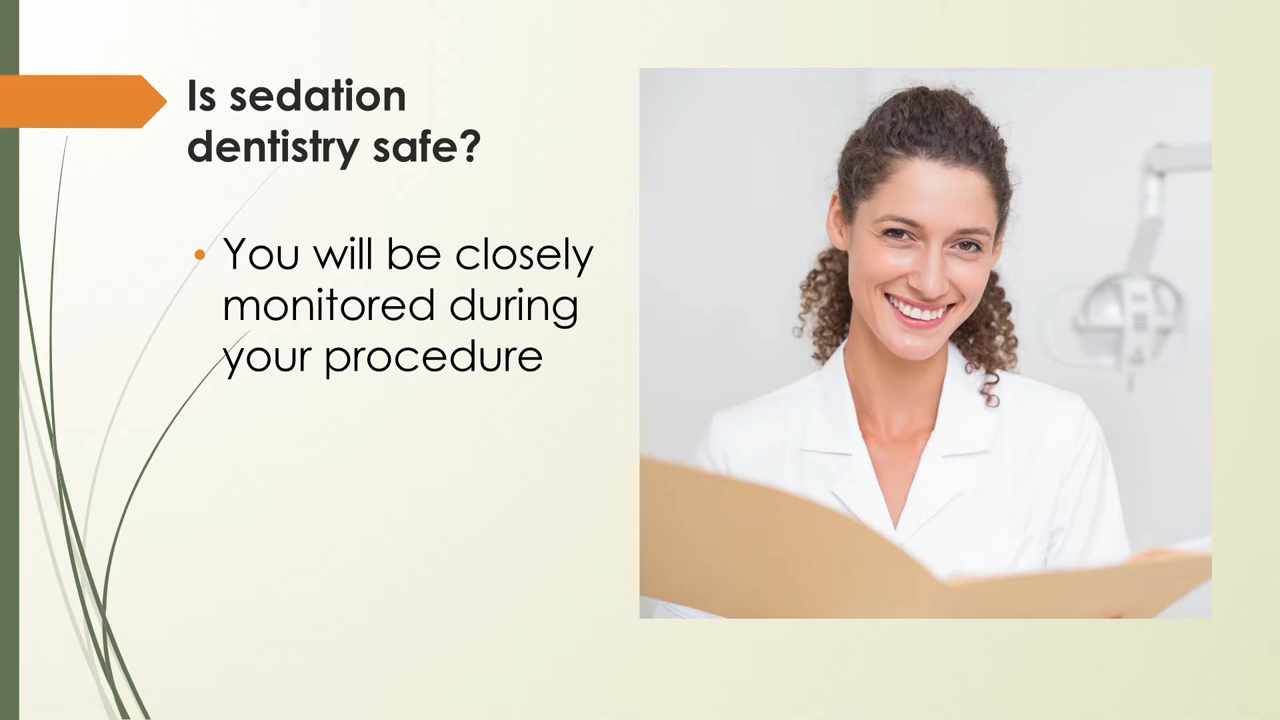 Is sedation
dentistry safe?
• You will be closely
monitored during
your procedure